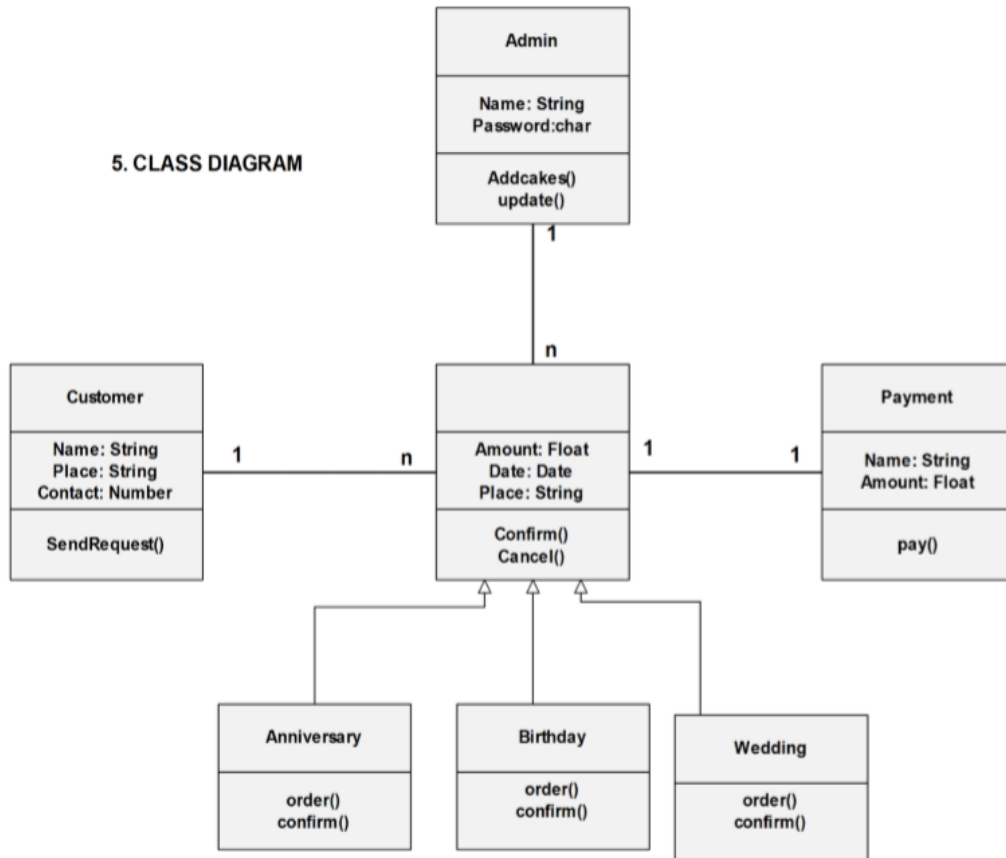 Admin
Name: String
Password:char
Addcakes()
update()
5. CLASS DIAGRAM
1
n
Customer
Name: String
Place: String
Contact: Number
SendRequest()
1
n
Amount: Float
Date: Date
Place: String
Confirm()
Cancel()
1
1
Payment
Name: String
Amount: Float
pay()
Anniversary
order()
confirm()
Birthday
order()
confirm()
Wedding
order()
confirm()